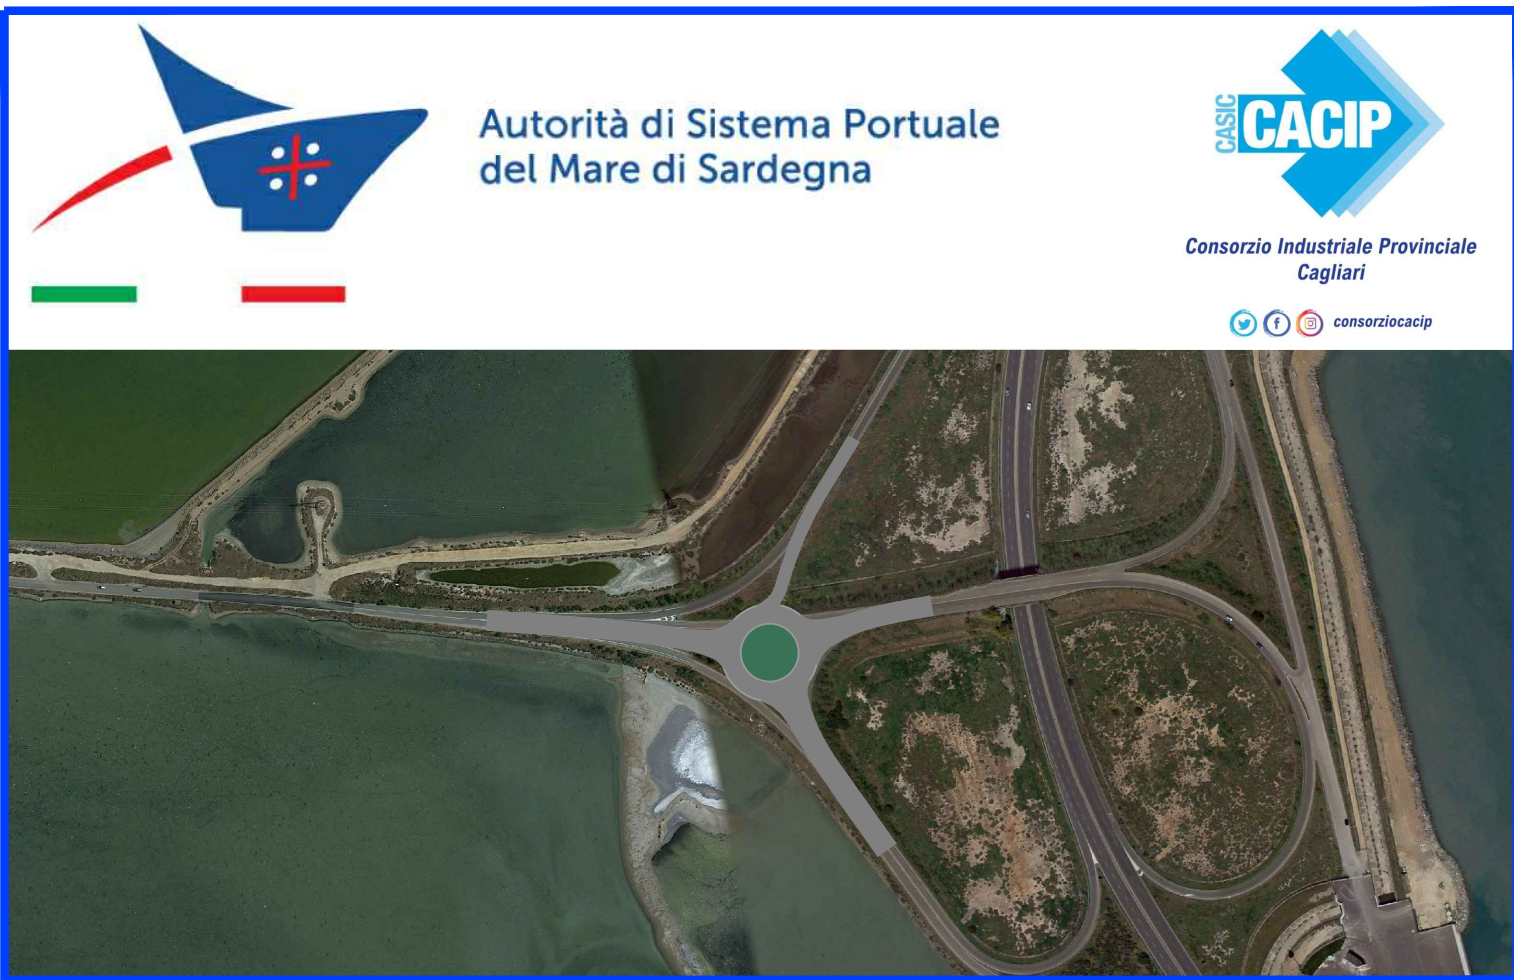 Autorità di Sistema Portuale
del Mare di Sardegna
CASIC
CACIP
Consorzio Industriale Provinciale
Cagliari
consorziocacip